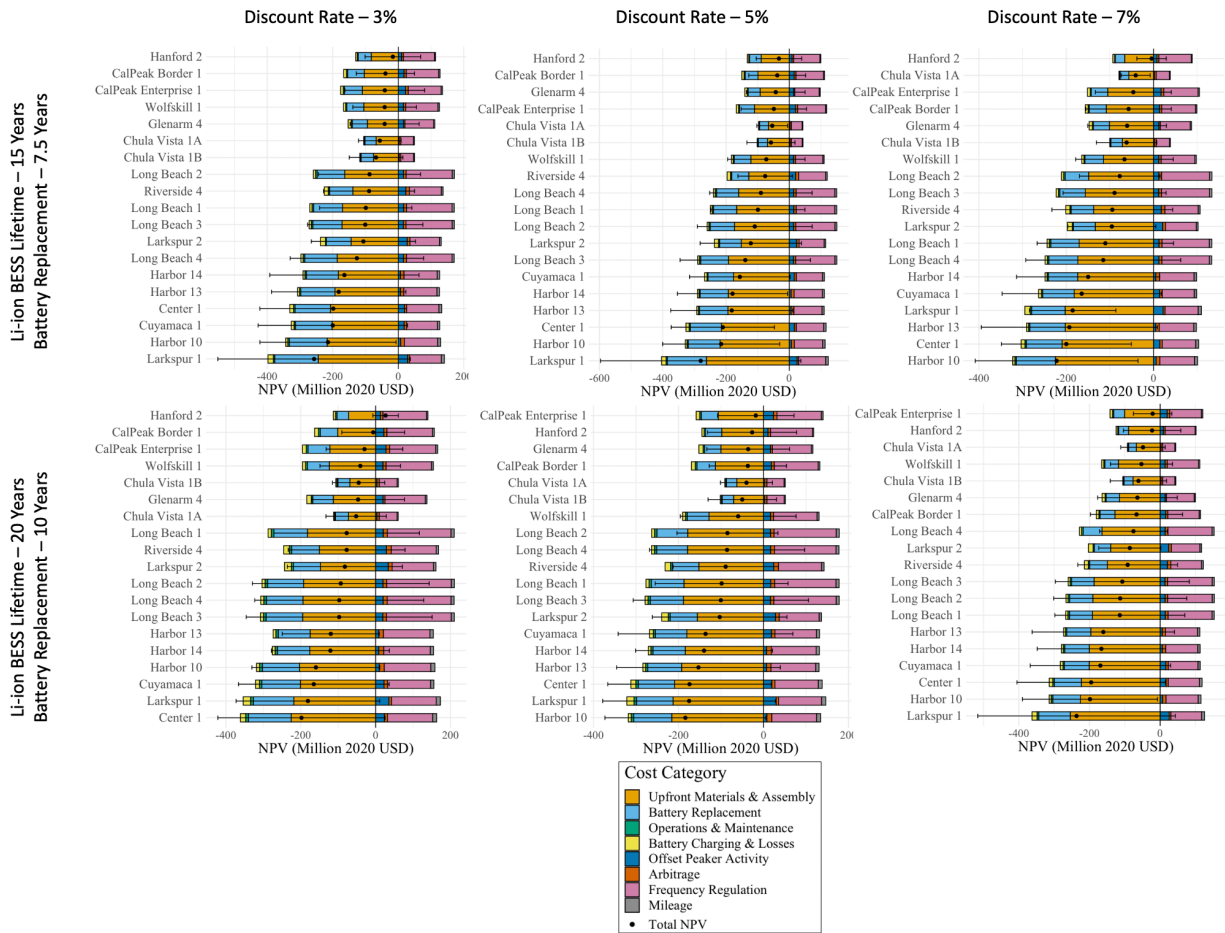 Discount Rate – 3%
Discount Rate – 5%
Discount Rate – 7%
Li-ion BESS Lifetime – 15 Years
Battery Replacement – 7.5 Years
Hanford 2
CalPeak Border 1
CalPeak Enterprise 1
Wolfskill 1
Glenarm 4
Chula Vista 1A
Chula Vista 1B
Long Beach 2
Riverside 4
Long Beach 1
Long Beach 3
Larkspur 2
Long Beach 4
Harbor 14
Harbor 13
Center 1
Cuyamaca 1
Harbor 10
Larkspur 1
-400 -200 0 20
NPV (Million 2020 USD)
Hanford 2
CalPeak Border 1
Glenarm 4
CalPeak Enterprise 1
Chula Vista 1A
Chula Vista 1B
Wolfskill 1
Riverside 4
Long Beach 4
Long Beach 1
Long Beach 2
Larkspur 2
Long Beach 3
Cuyamaca 1
Harbor 14
Harbor 13
Center 1
Harbor 10
Larkspur 1
-600 -400 -200 0
NPV (Million 2020 USD)
Hanford 2
Chula Vista 1A
CalPeak Enterprise 1
CalPeak Border 1
Glenarm 4
Chula Vista 1B
Wolfskill 1
Long Beach 2
Long Beach 3
Riverside 4
Larkspur 2
Long Beach 1
Long Beach 4
Harbor 14
Cuyamaca 1
Larkspur 1
Harbor 13
Center 1
Harbor 10
-400 -200 0
NPV (Million 2020 USD)
Li-ion BESS Lifetime – 20 Years
Battery Replacement – 10 Years
Hanford 2
CalPeak Border 1
CalPeak Enterprise 1
Wolfskill 1
Chula Vista 1B
Glenarm 4
Chula Vista 1A
Long Beach 1
Riverside 4
Larkspur 2
Long Beach 2
Long Beach 4
Long Beach 3
Harbor 13
Harbor 14
Harbor 10
Cuyamaca 1
Larkspur 1
Center 1
-400 -200 0 200
NPV (Million 2020 USD)
CalPeak Enterprise 1
Hanford 2
Glenarm 4
CalPeak Border 1
Chula Vista 1A
Chula Vista 1B
Wolfskill 1
Long Beach 2
Long Beach 4
Riverside 4
Long Beach 1
Long Beach 3
Larkspur 2
Cuyamaca 1
Harbor 14
Harbor 13
Center 1
Larkspur 1
Harbor 10
-400 -200 0 20
NPV (Million 2020 USD)
CalPeak Enterprise 1
Hanford 2
Chula Vista 1A
Wolfskill 1
Chula Vista 1B
Glenarm 4
CalPeak Border 1
Long Beach 4
Larkspur 2
Riverside 4
Long Beach 3
Long Beach 2
Long Beach 1
Harbor 13
Harbor 14
Cuyamaca 1
Center 1
Harbor 10
Larkspur 1
-400 -200 0
NPV (Million 2020 USD)
Cost Category
Upfront Materials & Assembly
Battery Replacement
Operations & Maintenance
Battery Charging & Losses
Offset Peaker Activity
Arbitrage
Frequency Regulation
Mileage
Total NPV